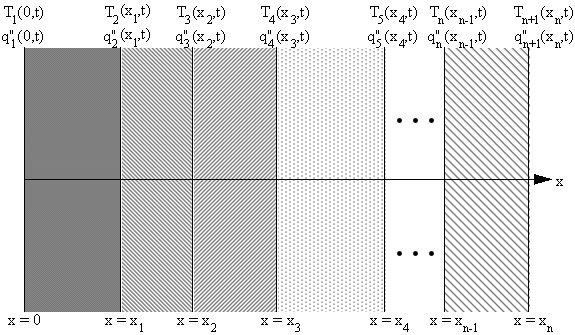 T₁(0,t) T₂(x₁,t) T₃(x₂,t) T₄(x₃,t) T₅(x₄,t) Tₙ(xₙ₋₁,t) Tₙ₊₁(xₙ,t)
q"₁(0,t) q"₂(x₁,t) q"₃(x₂,t) q"₄(x₃,t) q"₅(x₄,t) q"ₙ(xₙ₋₁,t) q"ₙ₊₁(xₙ,t)
• • •
x
• • •
x = 0 x = x₁ x = x₂ x = x₃ x = x₄ x = xₙ₋₁ x = xₙ